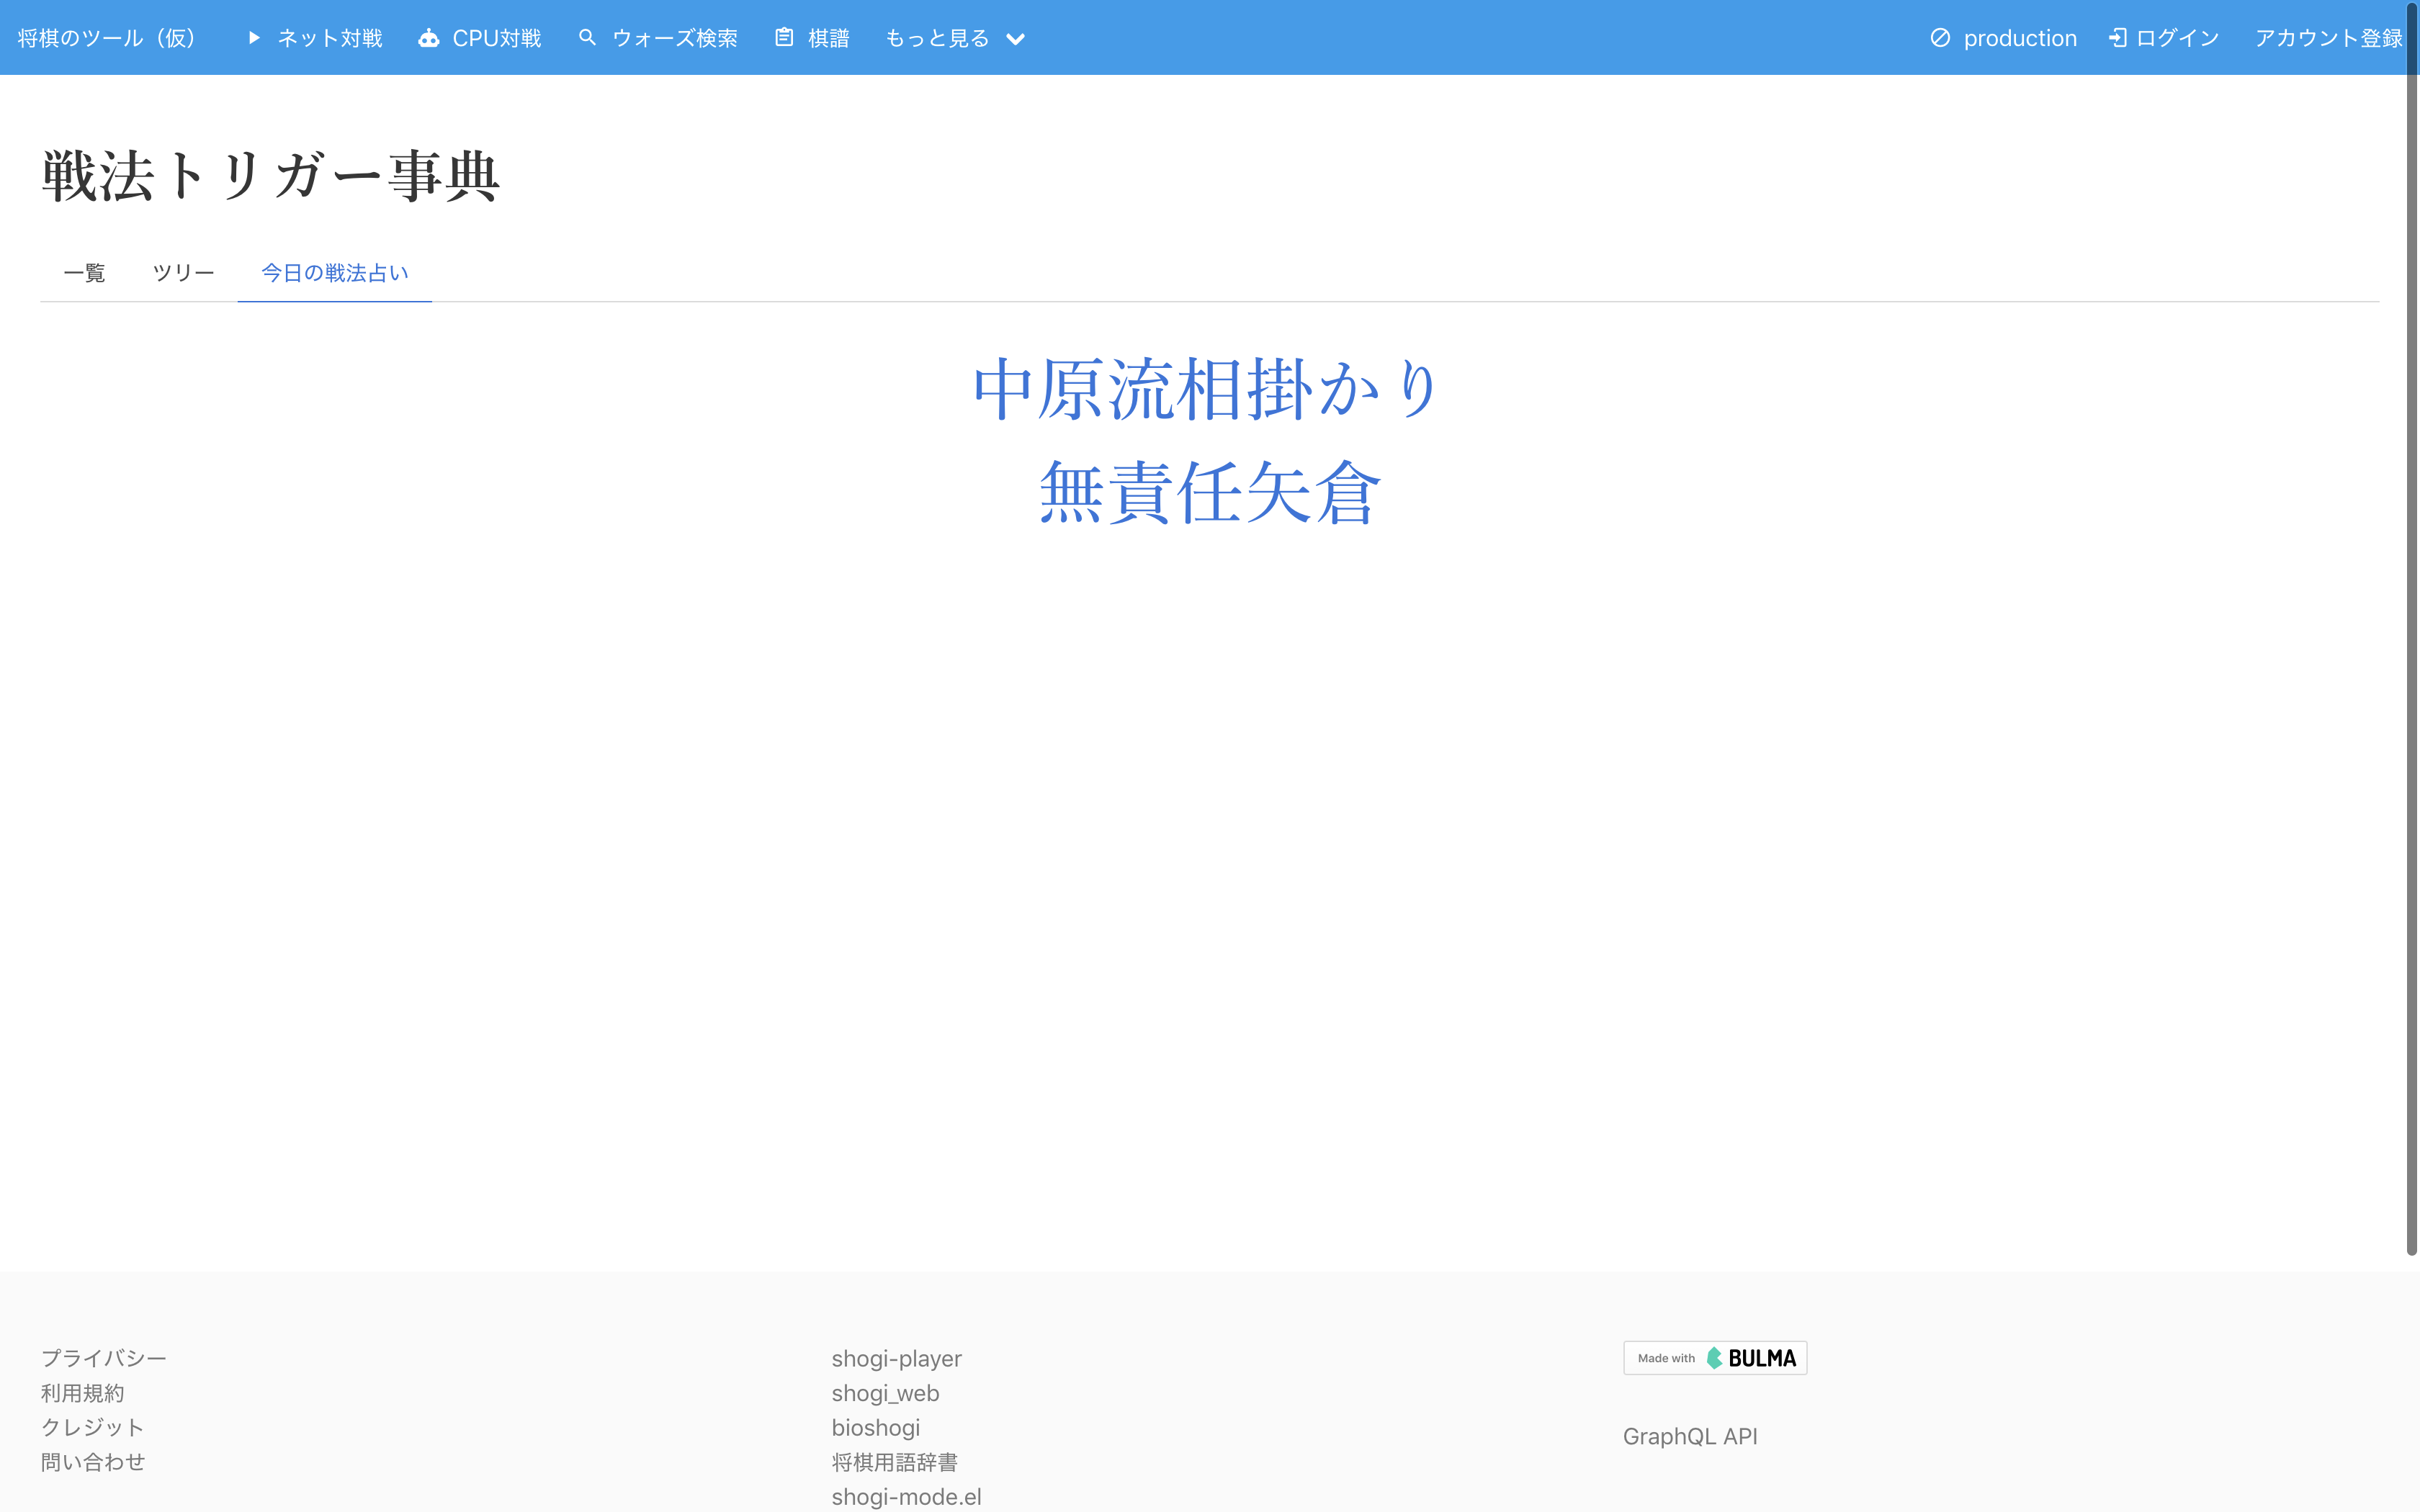 将棋のツール（仮） ネット対戦 CPU対戦 ウォーズ検索 棋譜 もっと見る production ログイン アカウント登録
戦法トリガー事典
一覧 ツリー 今日の戦法占い
中原流相掛かり
無責任矢倉
プライバシー
利用規約
クレジット
問い合わせ
shogi-player
shogi_web
bioshogi
将棋用語辞書
shogi-mode.el
Made with BULMA
GraphQL API